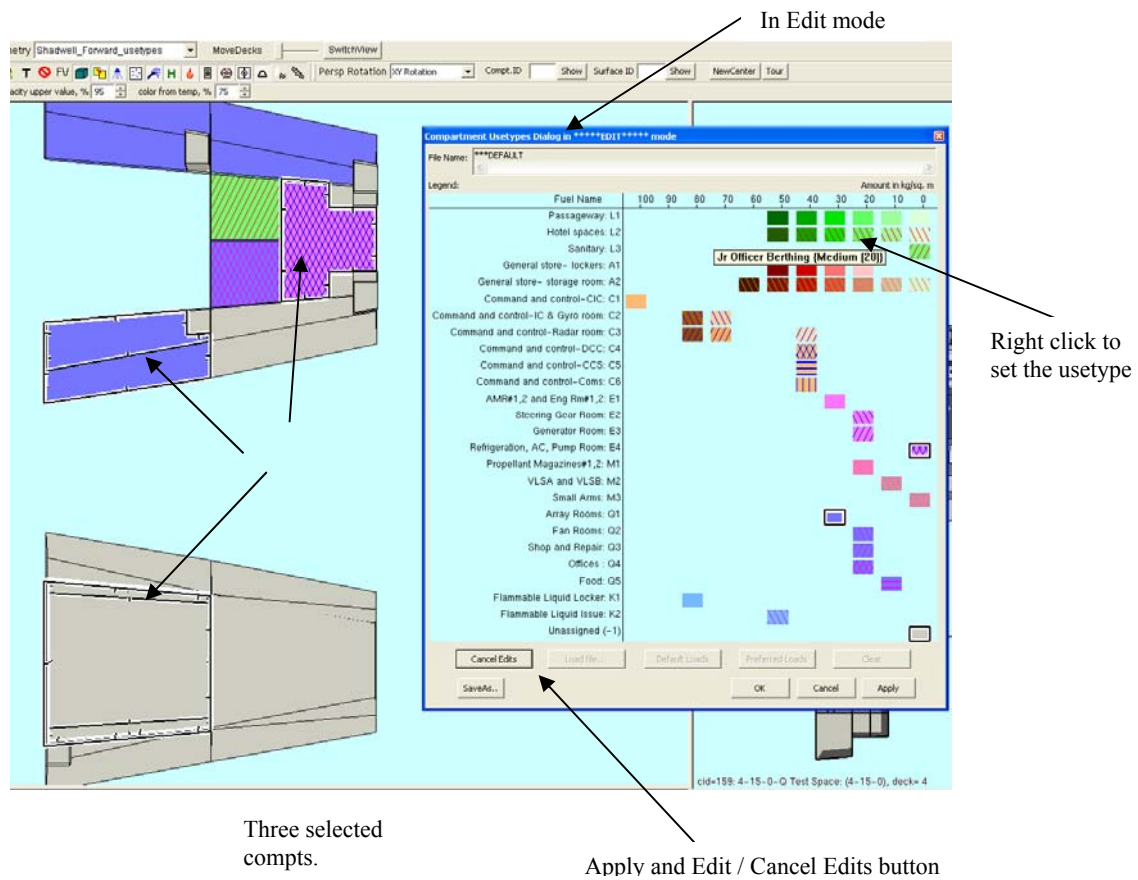 In Edit mode
metry Shadwell_Forward_usetypes MoveDecks SwitchView
T FV H Persp Rotation XY Rotation Compt.ID Show Surface ID Show NewCenter Tour
acity upper value, % 95 color from temp, % 75
Compartment Usetypes Dialog in *****EDIT***** mode
File Name: ***DEFAULT
Legend: Amount in kg/sq. m
Fuel Name 100 90 80 70 60 50 40 30 20 10 0
Passageway: L1
Hotel spaces: L2
Sanitary: L3
Jr Officer Berthing {Medium [20]}
General store- lockers: A1
General store- storage room: A2
Command and control-CIC: C1
Command and control-IC & Gyro room: C2
Command and control-Radar room: C3
Command and control-DCC: C4
Command and control-CCS: C5
Command and control-Coms: C6
AMR#1,2 and Eng Rm#1,2: E1
Steering Gear Room: E2
Generator Room: E3
Refrigeration, AC, Pump Room: E4
Propellant Magazines#1,2: M1
VLSA and VLSB: M2
Small Arms: M3
Array Rooms: Q1
Fan Rooms: Q2
Shop and Repair: Q3
Offices : Q4
Food: Q5
Flammable Liquid Locker: K1
Flammable Liquid Issue: K2
Unassigned (-1)
Cancel Edits Load file... Default Loads Preferred Loads Clear
SaveAs.. OK Cancel Apply
Right click to
set the usetype
cid=159: 4-15-0-Q Test Space: (4-15-0), deck= 4
Three selected
compts.
Apply and Edit / Cancel Edits button